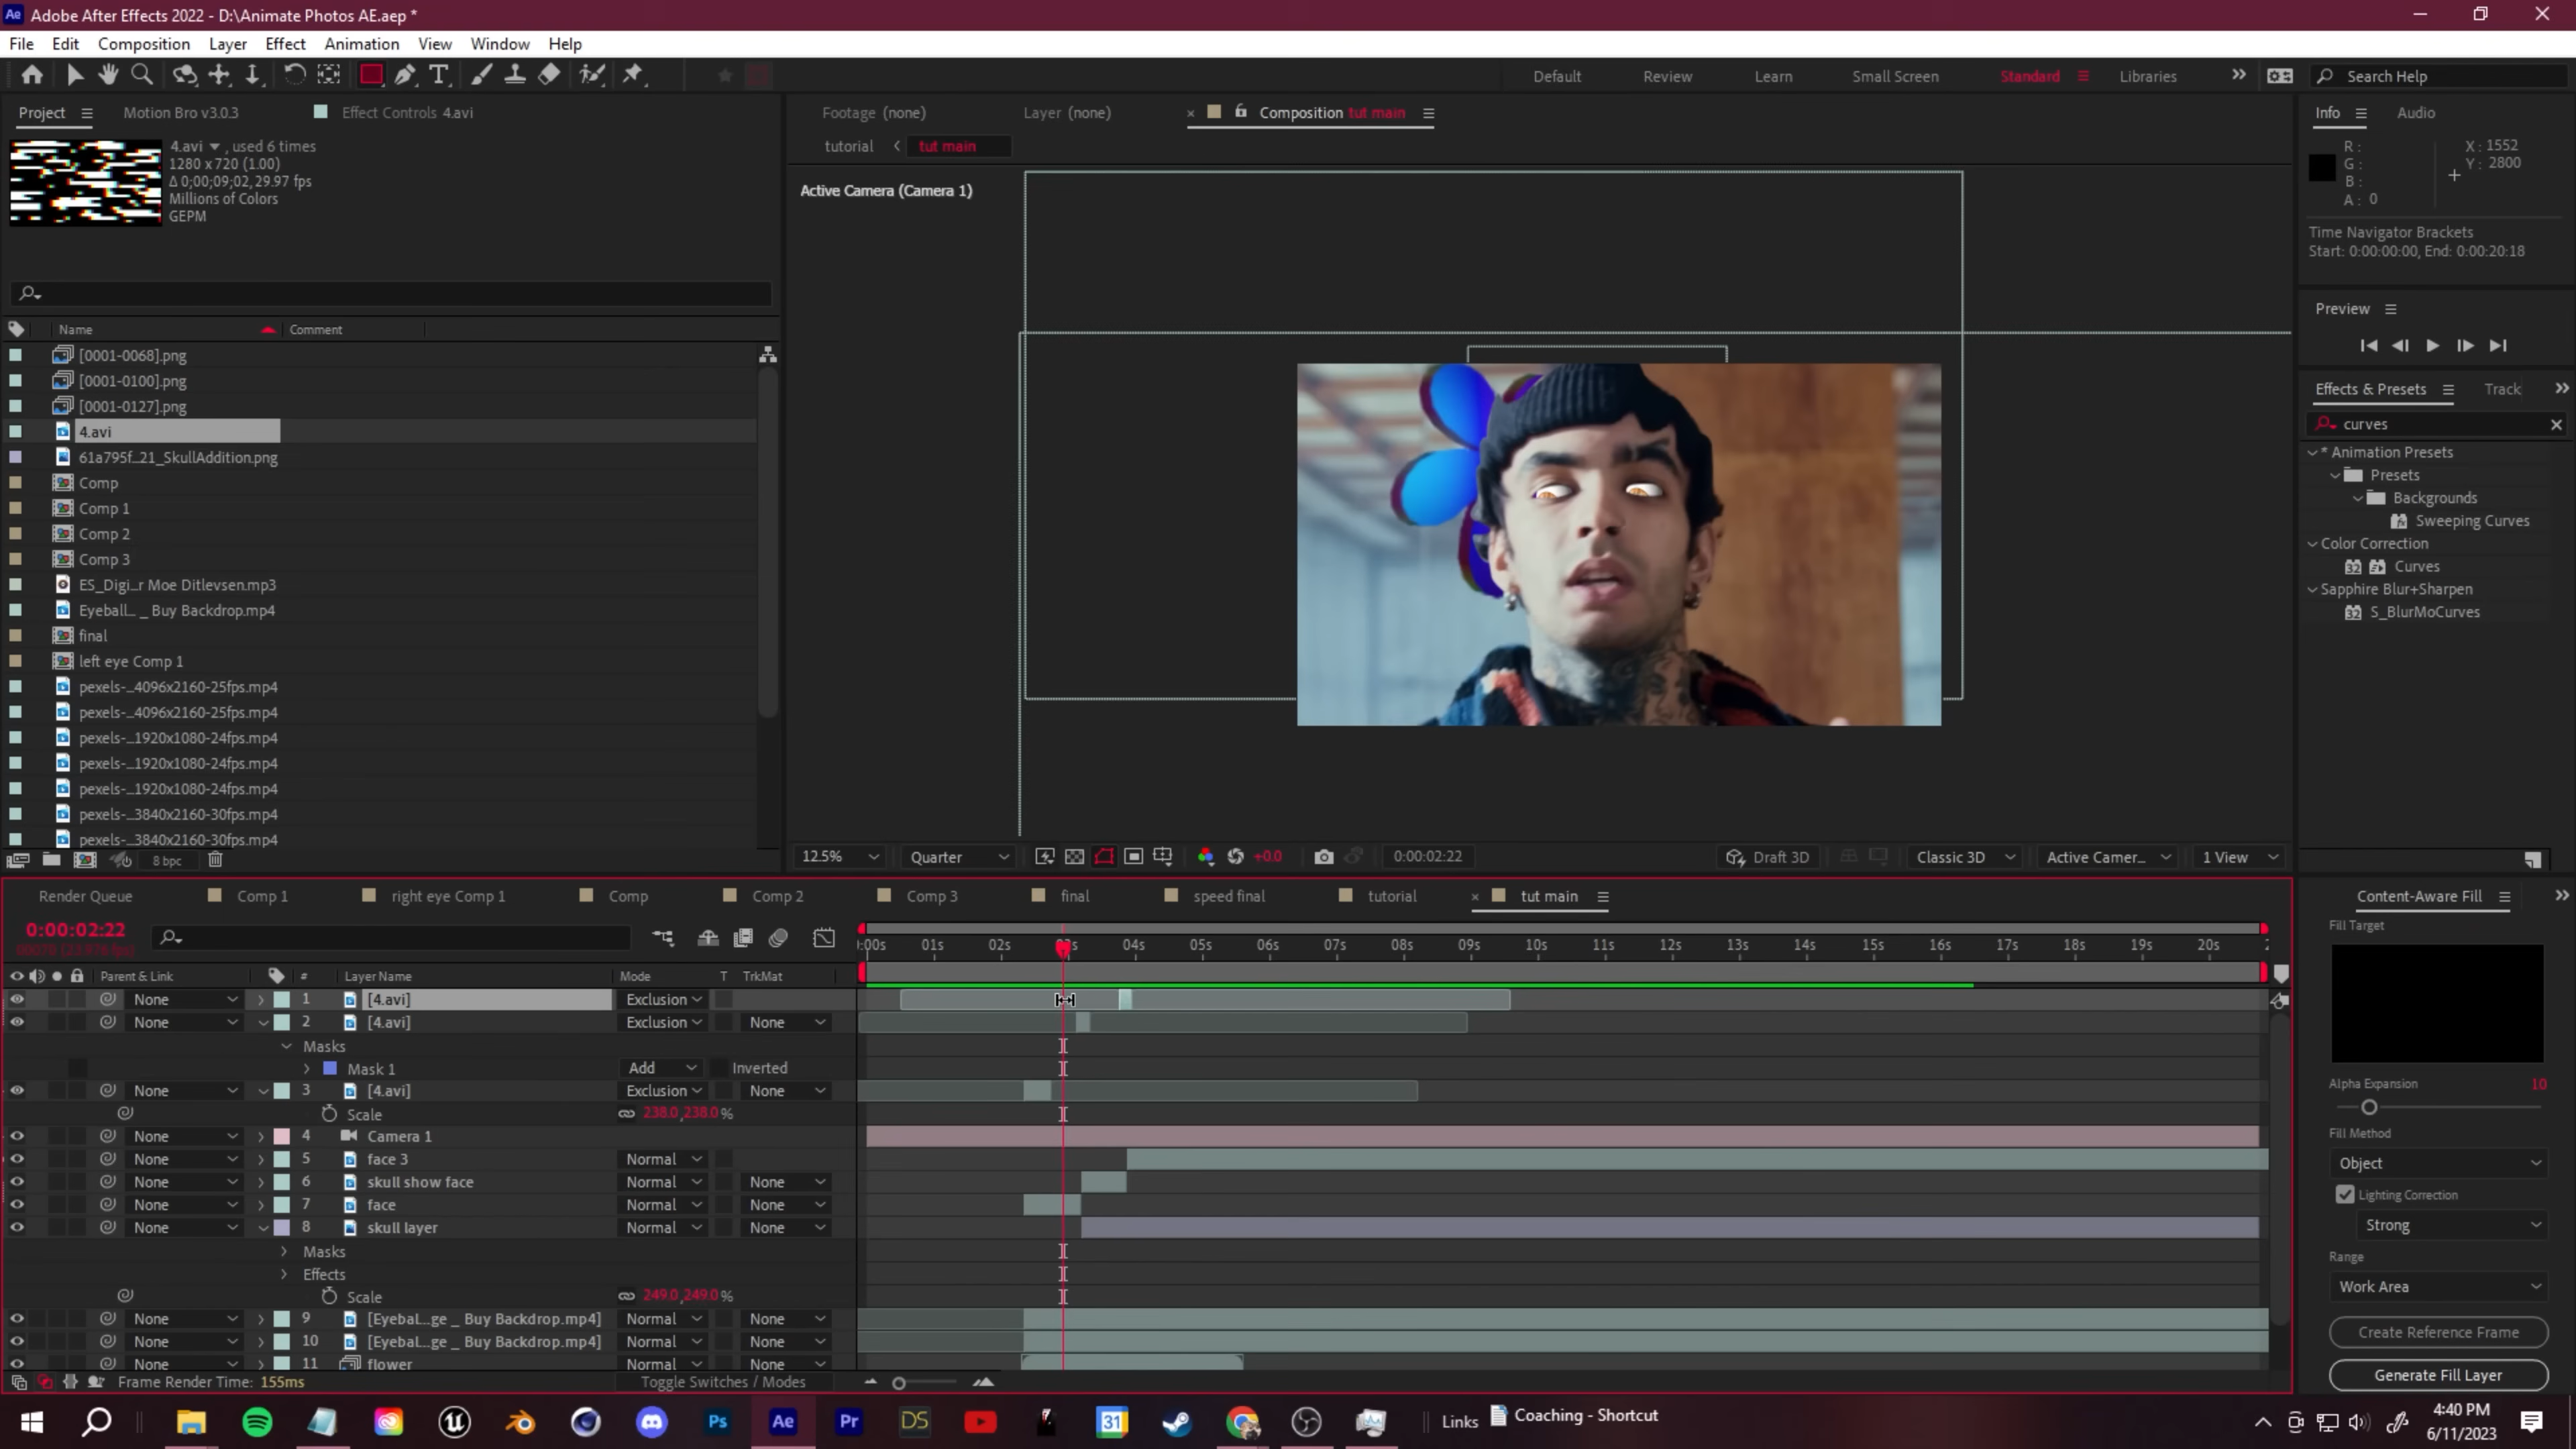 Ae Adobe After Effects 2022 - D:\Animate Photos AE.aep *
File Edit Composition Layer Effect Animation View Window Help
Default Review Learn Small Screen Standard Libraries Search Help
Project Motion Bro v3.0.3 Effect Controls 4.avi
Footage (none) Layer (none) Composition tut main
tutorial tut main
Active Camera (Camera 1)
4.avi , used 6 times
1280 x 720 (1.00)
Δ 0;00;09;02, 29.97 fps
Millions of Colors
GEPM
Name Comment
[0001-0068].png
[0001-0100].png
[0001-0127].png
4.avi
61a795f...21_SkullAddition.png
Comp
Comp 1
Comp 2
Comp 3
ES_Digi...r Moe Ditlevsen.mp3
Eyeball... _ Buy Backdrop.mp4
final
left eye Comp 1
pexels-...4096x2160-25fps.mp4
pexels-...4096x2160-25fps.mp4
pexels-...1920x1080-24fps.mp4
pexels-...1920x1080-24fps.mp4
pexels-...1920x1080-24fps.mp4
pexels-...3840x2160-30fps.mp4
pexels-...3840x2160-30fps.mp4
8 bpc
12.5% Quarter +0.0 0:00:02:22 Draft 3D Classic 3D Active Camer... 1 View
Info Audio
R : X : 1552
G : Y : 2800
B :
A : 0
Time Navigator Brackets
Start: 0:00:00:00, End: 0:00:20:18
Preview
Effects & Presets Track
curves
* Animation Presets
Presets
Backgrounds
Sweeping Curves
Color Correction
Curves
Sapphire Blur+Sharpen
S_BlurMoCurves
Render Queue Comp 1 right eye Comp 1 Comp Comp 2 Comp 3 final speed final tutorial tut main
0:00:02:22
:00s 01s 02s 03s 04s 05s 06s 07s 08s 09s 10s 11s 12s 13s 14s 15s 16s 17s 18s 19s 20s
Parent & Link # Layer Name Mode T TrkMat
None 1 [4.avi] Exclusion
None 2 [4.avi] Exclusion None
Masks
Mask 1 Add Inverted
None 3 [4.avi] Exclusion None
Scale 238.0,238.0 %
None 4 Camera 1
None 5 face 3 Normal
None 6 skull show face Normal None
None 7 face Normal None
None 8 skull layer Normal None
Masks
Effects
Scale 249.0,249.0 %
None 9 [Eyebal...ge _ Buy Backdrop.mp4] Normal None
None 10 [Eyebal...ge _ Buy Backdrop.mp4] Normal None
None 11 flower Normal None
Frame Render Time: 155ms Toggle Switches / Modes
Content-Aware Fill
Fill Target
Alpha Expansion 10
Fill Method
Object
Lighting Correction
Strong
Range
Work Area
Create Reference Frame
Generate Fill Layer
Ps Ae Pr DS 31 Links Coaching - Shortcut
4:40 PM
6/11/2023